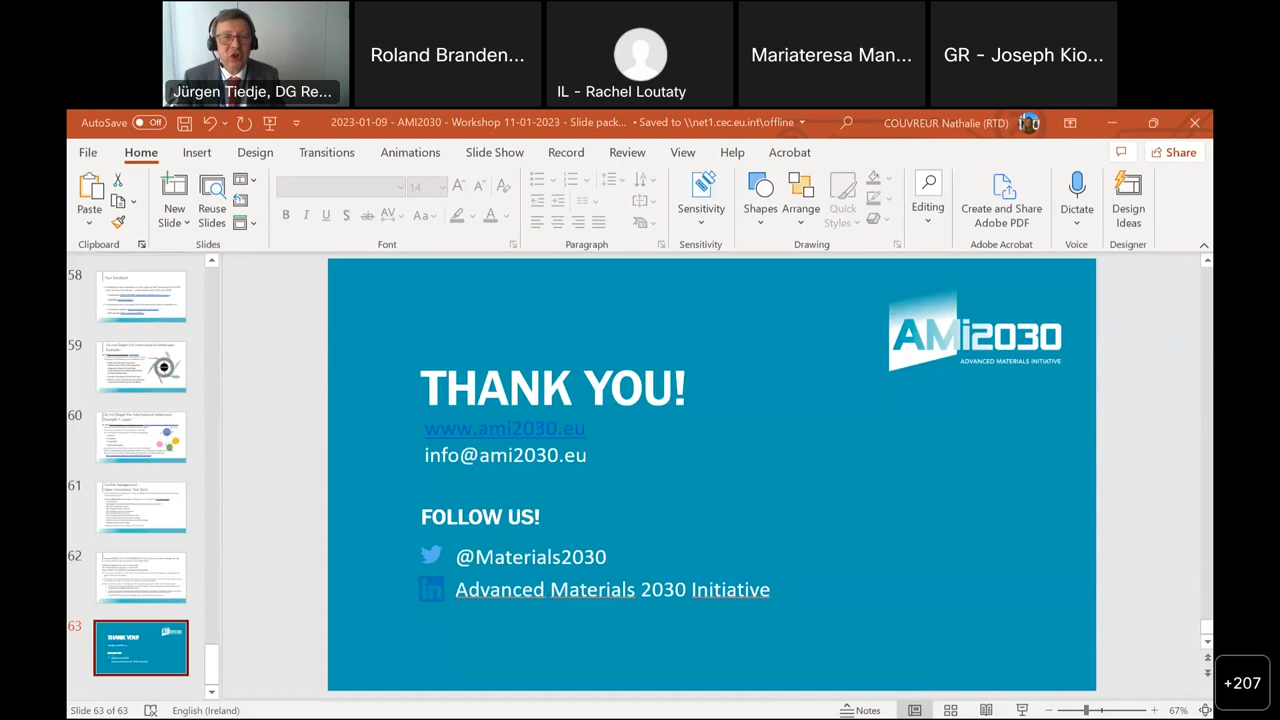 Jürgen Tiedje, DG Re...
Roland Branden...
IL - Rachel Loutaty
Mariateresa Man...
GR - Joseph Kio...
AutoSave Off
2023-01-09 - AMI2030 - Workshop 11-01-2023 - Slide pack... • Saved to \\net1.cec.eu.int\offline
COUVREUR Nathalie (RTD)
File Home Insert Design Transitions Animations Slide Show Record Review View Help Acrobat
Share
Paste
New Slide
Reuse Slides
14
Sensitivity
Shapes
Arrange
Quick Styles
Editing
Create and Share Adobe PDF
Dictate
Design Ideas
Clipboard Slides Font Paragraph Sensitivity Drawing Adobe Acrobat Voice Designer
58
59
60
61
62
63
THANK YOU!
AMi2030
ADVANCED MATERIALS INITIATIVE
THANK YOU!
www.ami2030.eu
info@ami2030.eu
FOLLOW US!
@Materials2030
in Advanced Materials 2030 Initiative
+207
Slide 63 of 63
English (Ireland)
Notes
67%